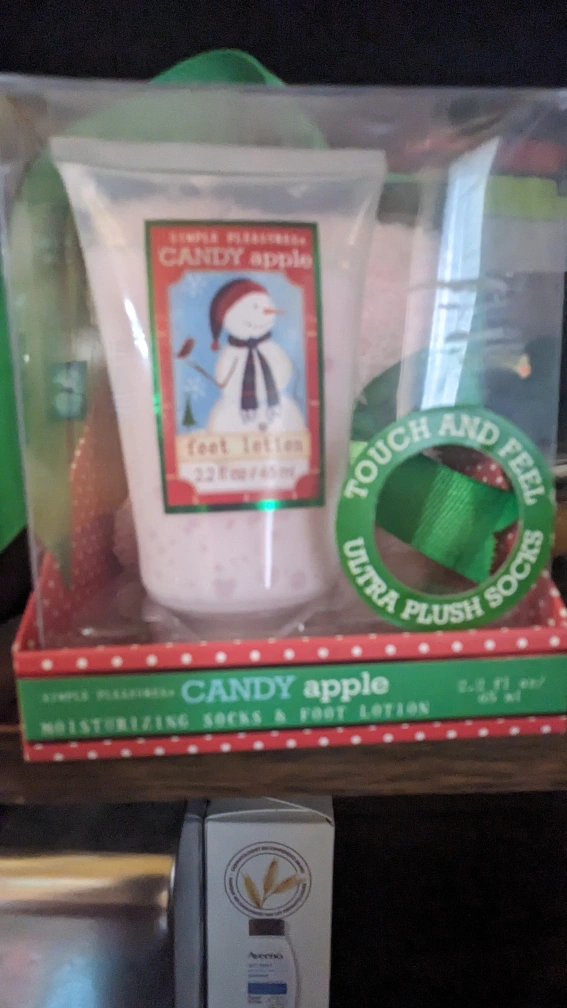 SIMPLE PLEASURES
CANDY apple
foot lotion
2.2 fl oz / 65 ml
TOUCH AND FEEL
ULTRA PLUSH SOCKS
SIMPLE PLEASURES
CANDY apple
2.2 fl oz/
65 ml
MOISTURIZING SOCKS & FOOT LOTION
Aveeno